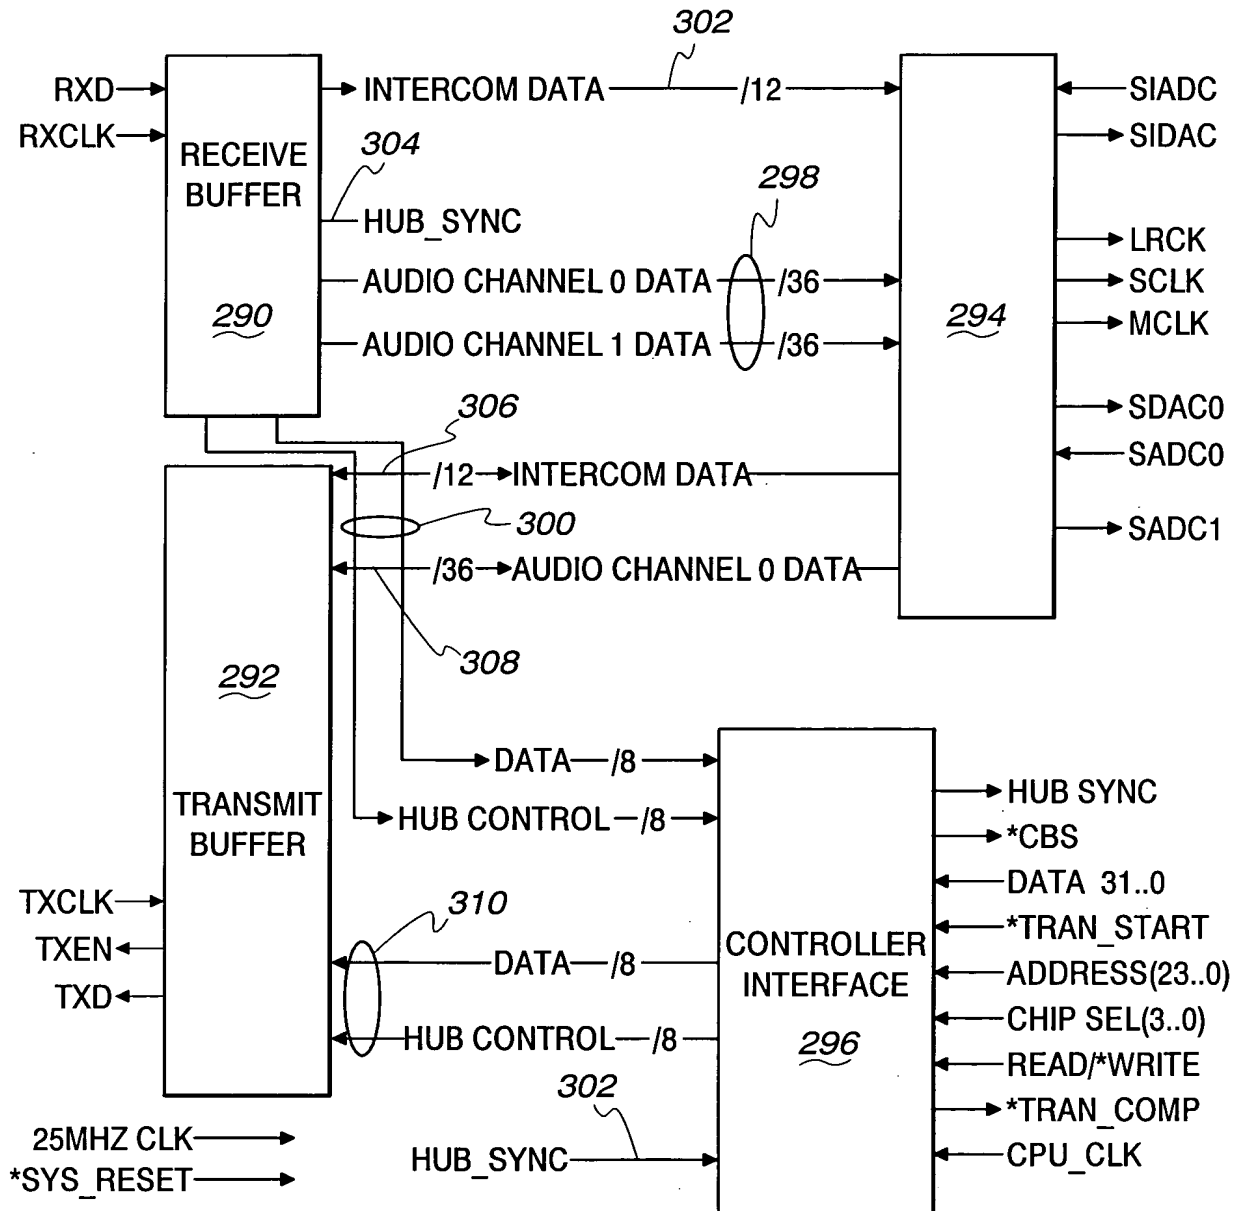 302
RXD
INTERCOM DATA
/12
SIADC
RXCLK
SIDAC
RECEIVE
BUFFER
304
298
HUB_SYNC
LRCK
AUDIO CHANNEL 0 DATA
/36
SCLK
290
294
MCLK
AUDIO CHANNEL 1 DATA
/36
306
SDAC0
/12
INTERCOM DATA
SADC0
300
SADC1
/36
AUDIO CHANNEL 0 DATA
308
292
DATA
/8
HUB SYNC
TRANSMIT
BUFFER
HUB CONTROL
/8
*CBS
DATA 31..0
TXCLK
310
*TRAN_START
TXEN
CONTROLLER
INTERFACE
DATA
/8
ADDRESS(23..0)
TXD
CHIP SEL(3..0)
HUB CONTROL
/8
296
READ/*WRITE
302
*TRAN_COMP
25MHZ CLK
HUB_SYNC
CPU_CLK
*SYS_RESET